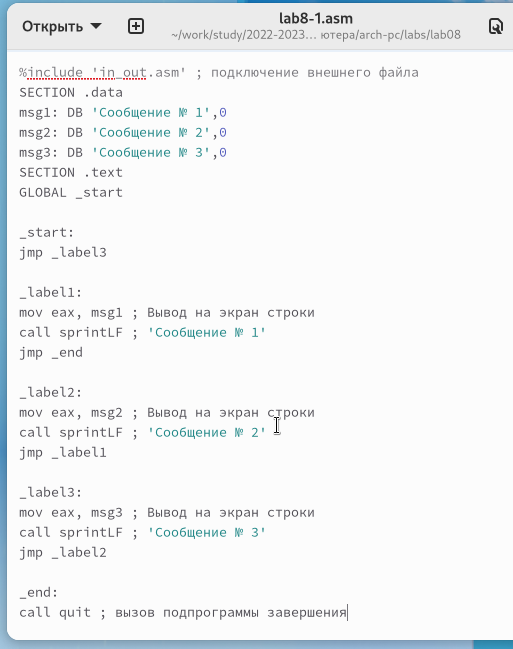 Открыть
lab8-1.asm
~/work/study/2022-2023... ютера/arch-pc/labs/lab08
%include 'in_out.asm' ; подключение внешнего файла
SECTION .data
msg1: DB 'Сообщение № 1',0
msg2: DB 'Сообщение № 2',0
msg3: DB 'Сообщение № 3',0
SECTION .text
GLOBAL _start
_start:
jmp _label3
_label1:
mov eax, msg1 ; Вывод на экран строки
call sprintLF ; 'Сообщение № 1'
jmp _end
_label2:
mov eax, msg2 ; Вывод на экран строки
call sprintLF ; 'Сообщение № 2'
jmp _label1
_label3:
mov eax, msg3 ; Вывод на экран строки
call sprintLF ; 'Сообщение № 3'
jmp _label2
_end:
call quit ; вызов подпрограммы завершения